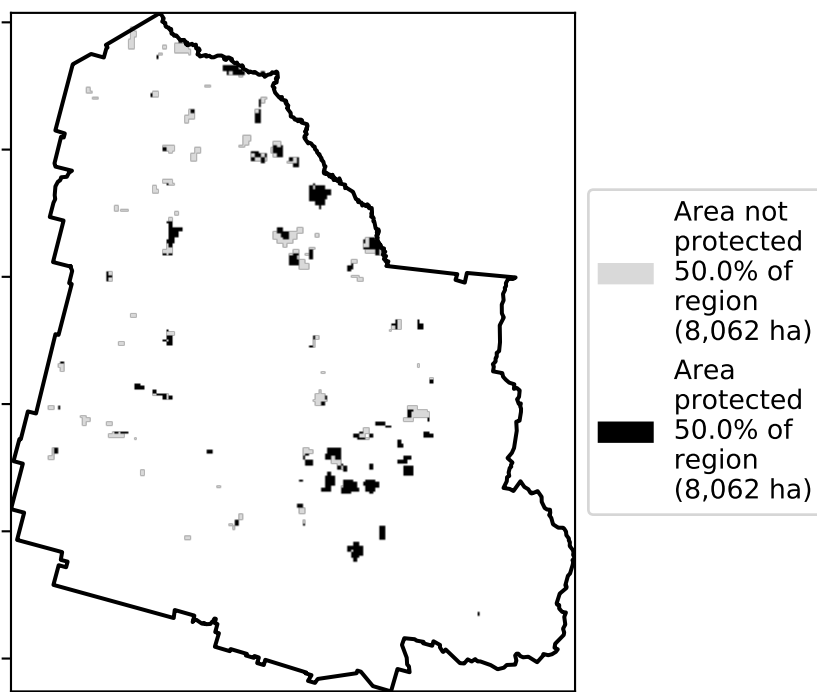 Area not
protected
50.0% of
region
(8,062 ha)
Area
protected
50.0% of
region
(8,062 ha)